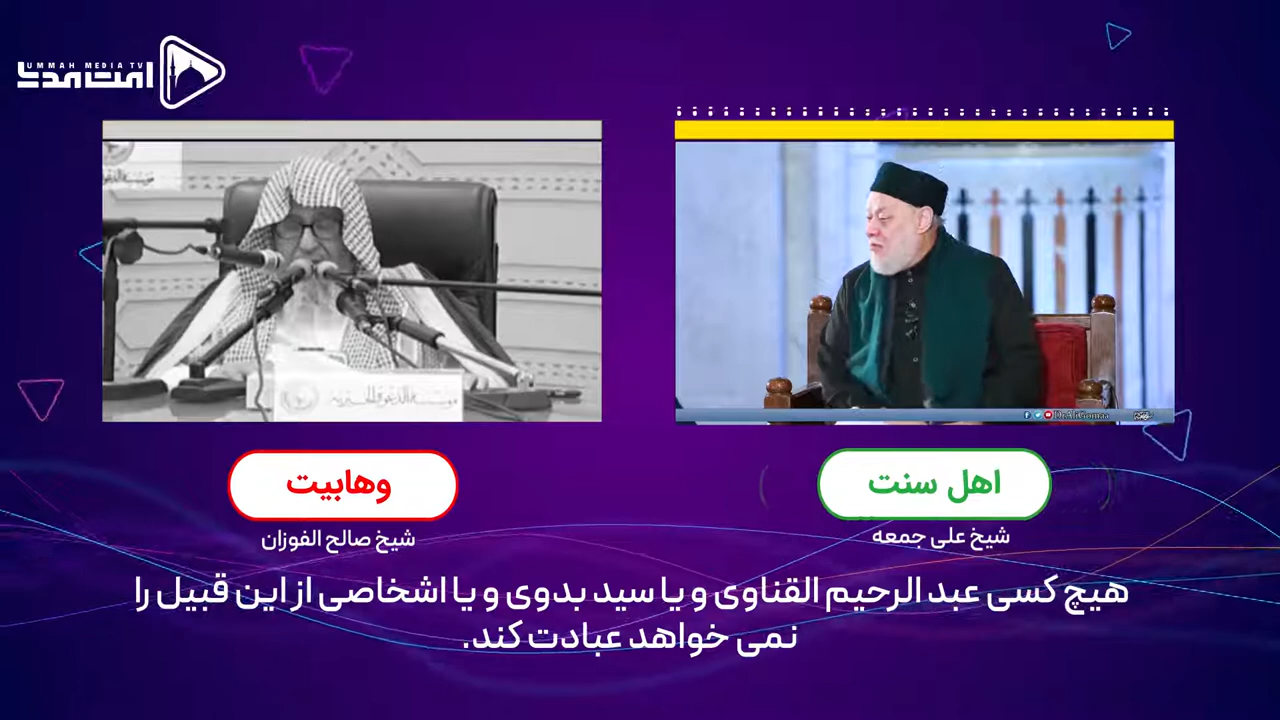 UMMAH MEDIA TV
امت مدیا
DrAliGomaa
وهابیت
اهل سنت
شیخ صالح الفوزان
شیخ علی جمعه
هیچ کسی عبد الرحیم القناوی و یا سید بدوی و یا اشخاصی از این قبیل را
نمی خواهد عبادت کند.